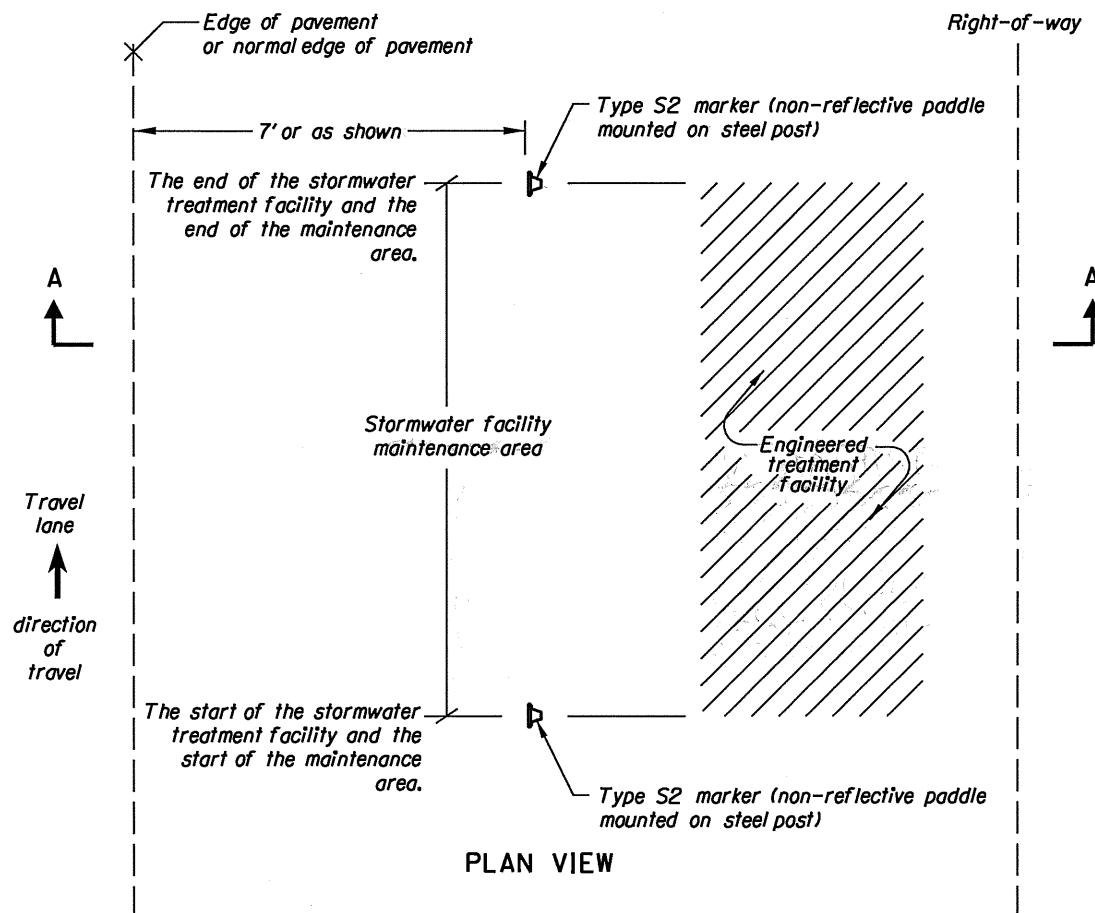 Edge of pavement
or normal edge of pavement
Right-of-way
Type S2 marker (non-reflective paddle
mounted on steel post)
7' or as shown
The end of the stormwater
treatment facility and the
end of the maintenance
area.
A
A
Stormwater facility
maintenance area
Engineered
treatment
facility
Travel
lane
direction
of
travel
The start of the stormwater
treatment facility and the
start of the maintenance
area.
Type S2 marker (non-reflective paddle
mounted on steel post)
PLAN VIEW